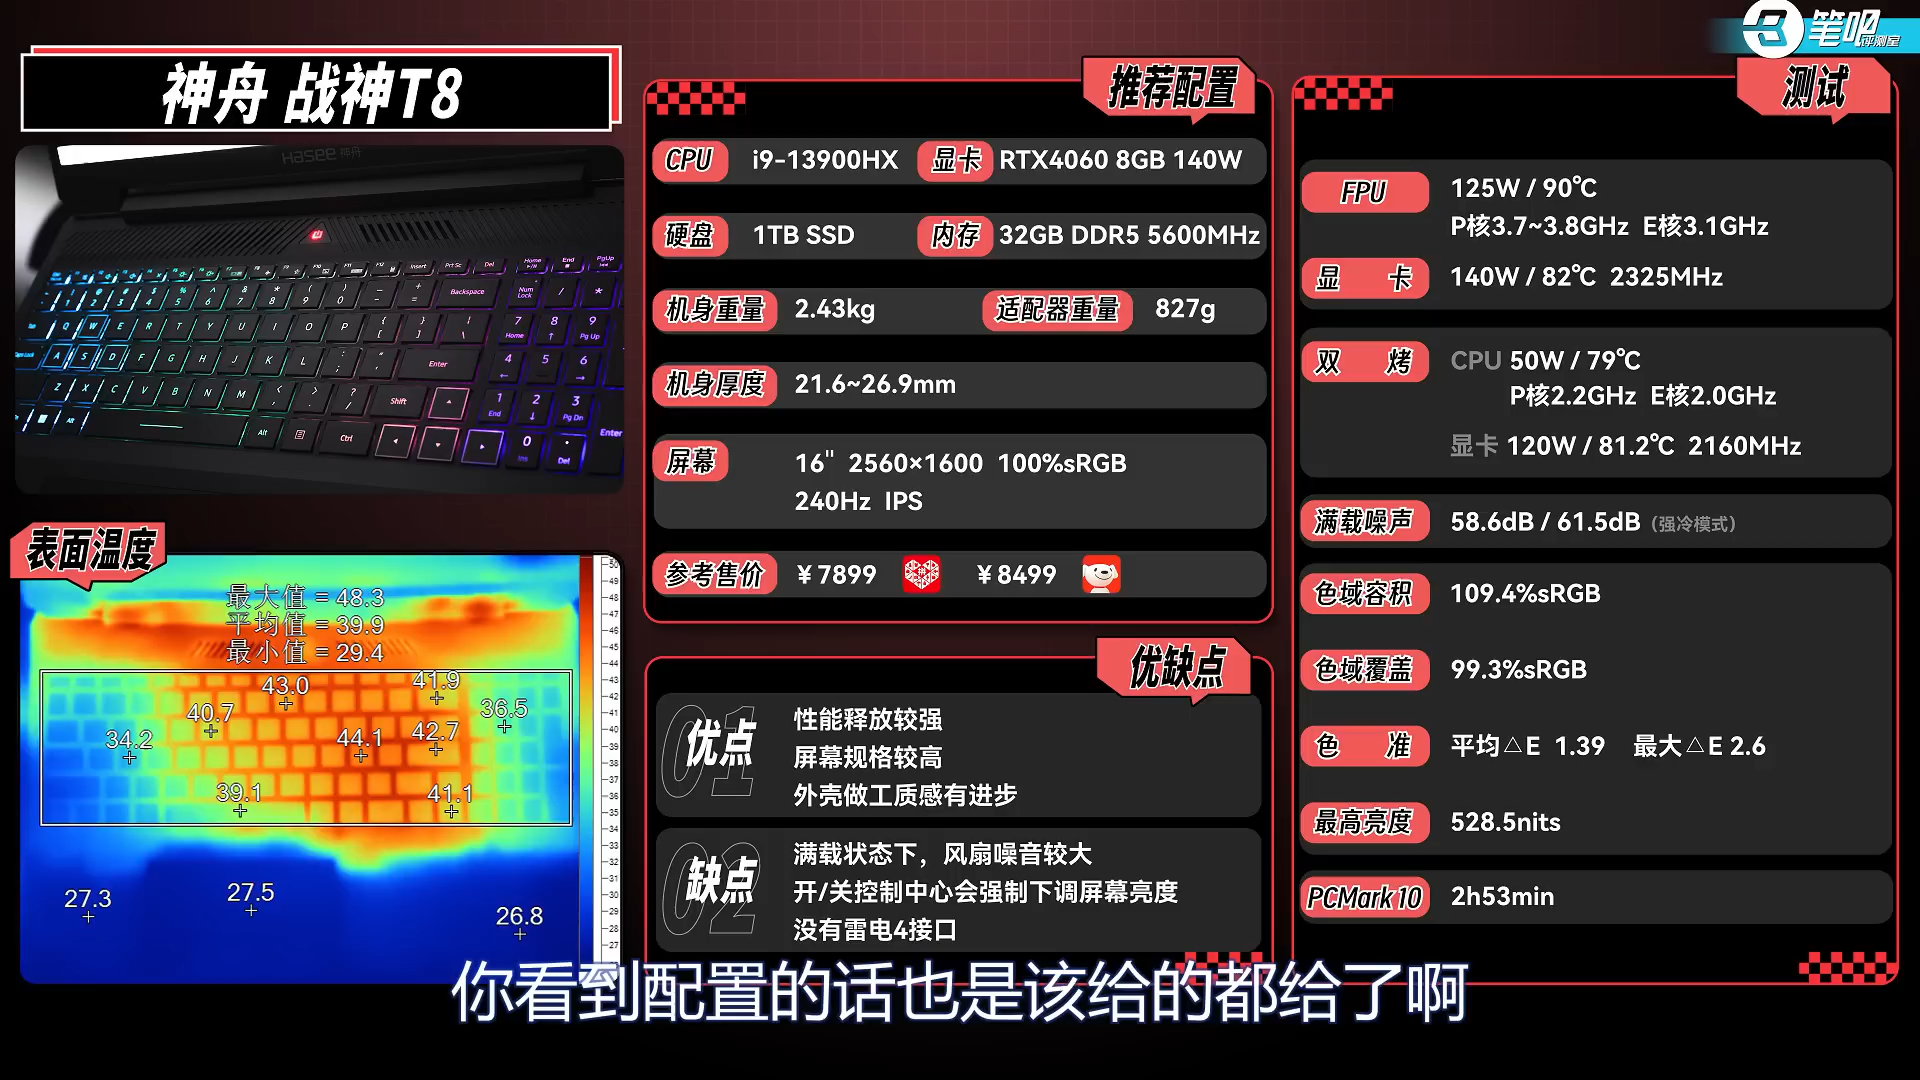 笔吧评测室
神舟 战神T8
HASEE 神舟
表面温度
最大值 = 48.3
平均值 = 39.9
最小值 = 29.4
43.0
41.9
40.7
36.5
34.2
44.1
42.7
39.1
41.1
27.3
27.5
26.8
推荐配置
CPU i9-13900HX 显卡 RTX4060 8GB 140W
硬盘 1TB SSD 内存 32GB DDR5 5600MHz
机身重量 2.43kg 适配器重量 827g
机身厚度 21.6~26.9mm
屏幕 16" 2560×1600 100%sRGB
240Hz IPS
参考售价 ¥7899 ¥8499
优缺点
01 优点
性能释放较强
屏幕规格较高
外壳做工质感有进步
02 缺点
满载状态下，风扇噪音较大
开/关控制中心会强制下调屏幕亮度
没有雷电4接口
测试
FPU 125W / 90℃
P核3.7~3.8GHz E核3.1GHz
显卡 140W / 82℃ 2325MHz
双烤 CPU 50W / 79℃
P核2.2GHz E核2.0GHz
显卡 120W / 81.2℃ 2160MHz
满载噪声 58.6dB / 61.5dB (强冷模式)
色域容积 109.4%sRGB
色域覆盖 99.3%sRGB
色准 平均△E 1.39 最大△E 2.6
最高亮度 528.5nits
PCMark 10 2h53min
你看到配置的话也是该给的都给了啊